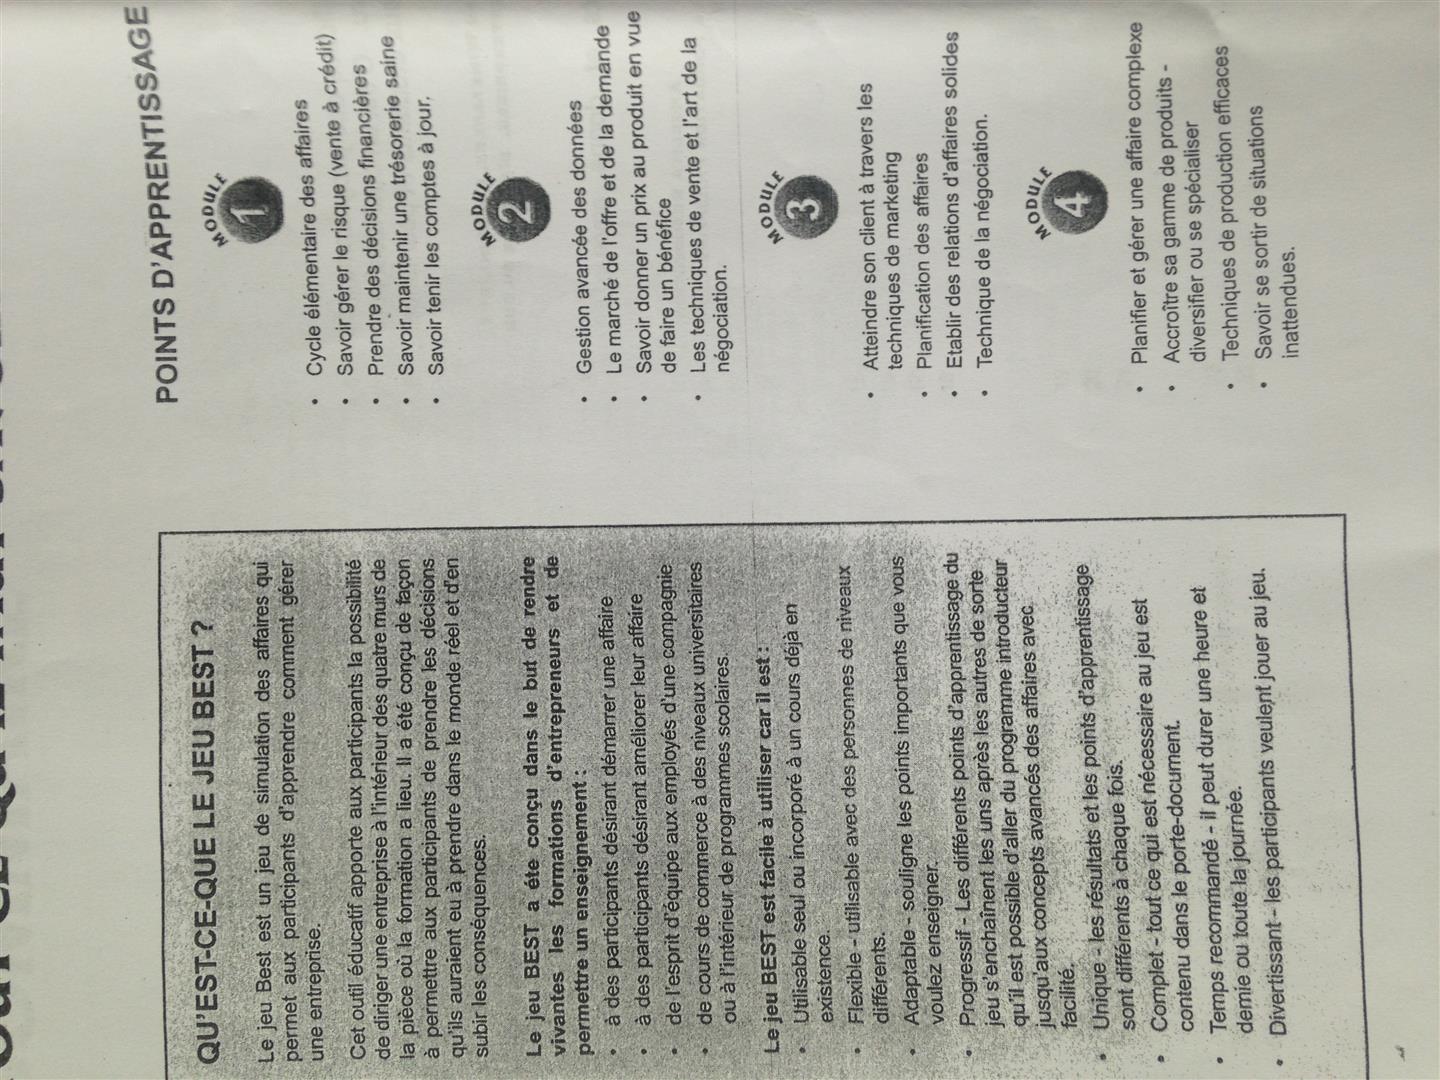 QU'EST-CE-QUE LE JEU BEST ?
Le jeu Best est un jeu de simulation des affaires qui
permet aux participants d'apprendre comment gérer
une entreprise.
Cet outil éducatif apporte aux participants la possibilité
de diriger une entreprise à l'intérieur des quatre murs de
la pièce où la formation a lieu. Il a été conçu de façon
à permettre aux participants de prendre les décisions
qu'ils auraient eu à prendre dans le monde réel et d'en
subir les conséquences.
Le jeu BEST a éte conçu dans le but de rendre
vivantes les formations d'entrepreneurs et de
permettre un enseignement :
• à des participants désirant démarrer une affaire
• à des participants désirant améliorer leur affaire
• de l'esprit d'équipe aux employés d'une compagnie
• de cours de commerce à des niveaux universitaires
ou à l'intérieur de programmes scolaires.
Le jeu BEST est facile à utiliser car il est :
• Utilisable seul ou incorporé à un cours déjà en
existence.
• Flexible - utilisable avec des personnes de niveaux
différents.
• Adaptable - souligne les points importants que vous
voulez enseigner.
• Progressif - Les différents points d'apprentissage du
jeu s'enchaînent les uns après les autres de sorte
qu'il est possible d'aller du programme introducteur
jusqu'aux concepts avancés des affaires avec
facilité.
• Unique - les résultats et les points d'apprentissage
sont différents à chaque fois.
• Complet - tout ce qui est nécessaire au jeu est
contenu dans le porte-document.
• Temps recommandé - il peut durer une heure et
demie ou toute la journée.
• Divertissant - les participants veulent jouer au jeu.
POINTS D'APPRENTISSAGE
MODULE
1
• Cycle élémentaire des affaires
• Savoir gérer le risque (vente à crédit)
• Prendre des décisions financières
• Savoir maintenir une trésorerie saine
• Savoir tenir les comptes à jour.
MODULE
2
• Gestion avancée des données
• Le marché de l'offre et de la demande
• Savoir donner un prix au produit en vue
de faire un bénéfice
• Les techniques de vente et l'art de la
négociation.
MODULE
3
• Atteindre son client à travers les
techniques de marketing
• Planification des affaires
• Etablir des relations d'affaires solides
• Technique de la négociation.
MODULE
4
• Planifier et gérer une affaire complexe
• Accroître sa gamme de produits -
diversifier ou se spécialiser
• Techniques de production efficaces
• Savoir se sortir de situations
inattendues.